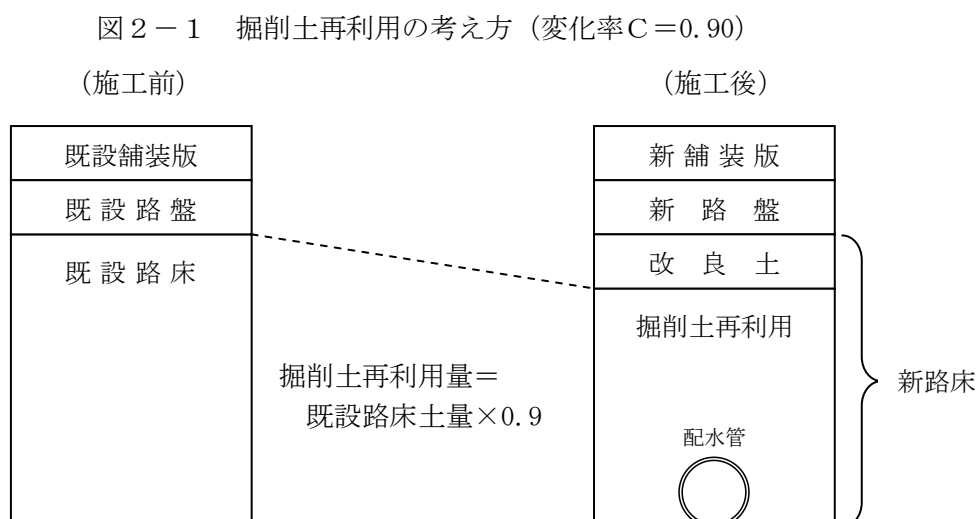 図２－１　掘削土再利用の考え方（変化率Ｃ＝0.90）
（施工前）
（施工後）
既設舗装版
既 設 路 盤
既 設 路 床
掘削土再利用量＝
既設路床土量×0.9
新 舗 装 版
新　路　盤
改　良　土
掘削土再利用
配水管
新路床